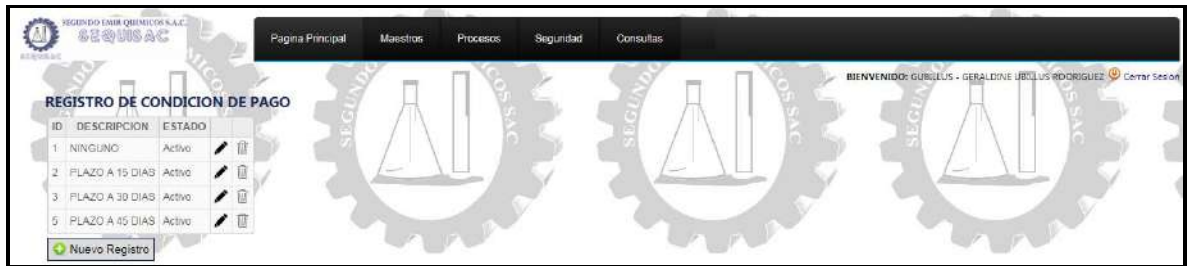 SEGUNDO EMIR QUIMICOS S.A.C.
SEQUISAC
SEQUISAC
Pagina Principal Maestros Procesos Seguridad Consultas
BIENVENIDO: GUBILLUS - GERALDINE UBILLUS RODRIGUEZ Cerrar Sesion
REGISTRO DE CONDICION DE PAGO
ID DESCRIPCION ESTADO
1 NINGUNO Activo
2 PLAZO A 15 DIAS Activo
3 PLAZO A 30 DIAS Activo
5 PLAZO A 45 DIAS Activo
Nuevo Registro